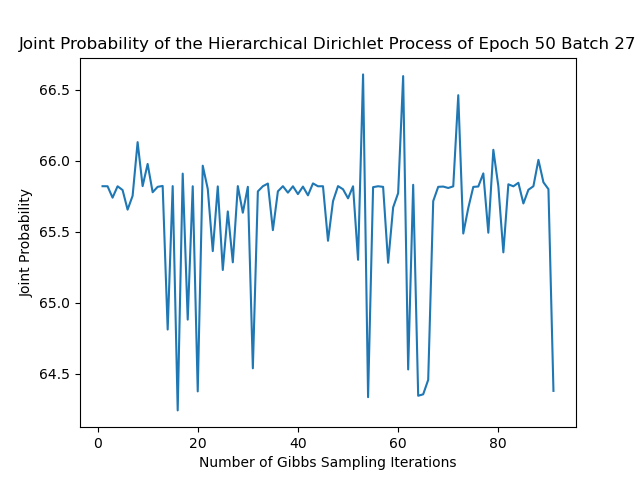 Joint Probability of the Hierarchical Dirichlet Process of Epoch 50 Batch 27
66.5
66.0
65.5
65.0
64.5
Joint Probability
0 20 40 60 80
Number of Gibbs Sampling Iterations